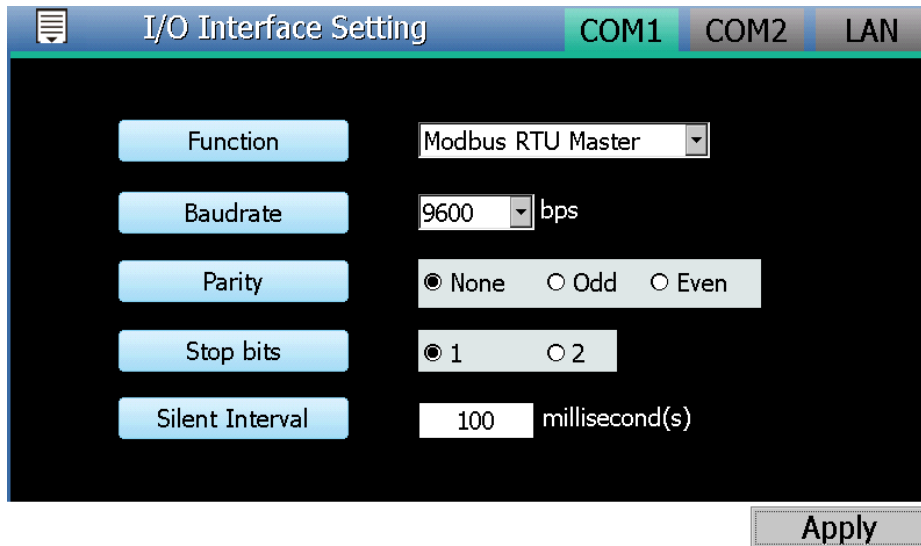 I/O Interface Setting COM1 COM2 LAN
Function Modbus RTU Master
Baudrate 9600 bps
Parity None Odd Even
Stop bits 1 2
Silent Interval 100 millisecond(s)
Apply